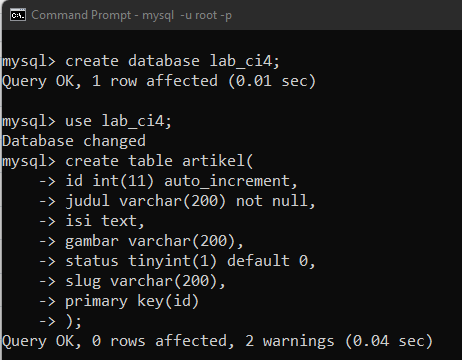 Command Prompt - mysql -u root -p
mysql> create database lab_ci4;
Query OK, 1 row affected (0.01 sec)
mysql> use lab_ci4;
Database changed
mysql> create table artikel(
    -> id int(11) auto_increment,
    -> judul varchar(200) not null,
    -> isi text,
    -> gambar varchar(200),
    -> status tinyint(1) default 0,
    -> slug varchar(200),
    -> primary key(id)
    -> );
Query OK, 0 rows affected, 2 warnings (0.04 sec)